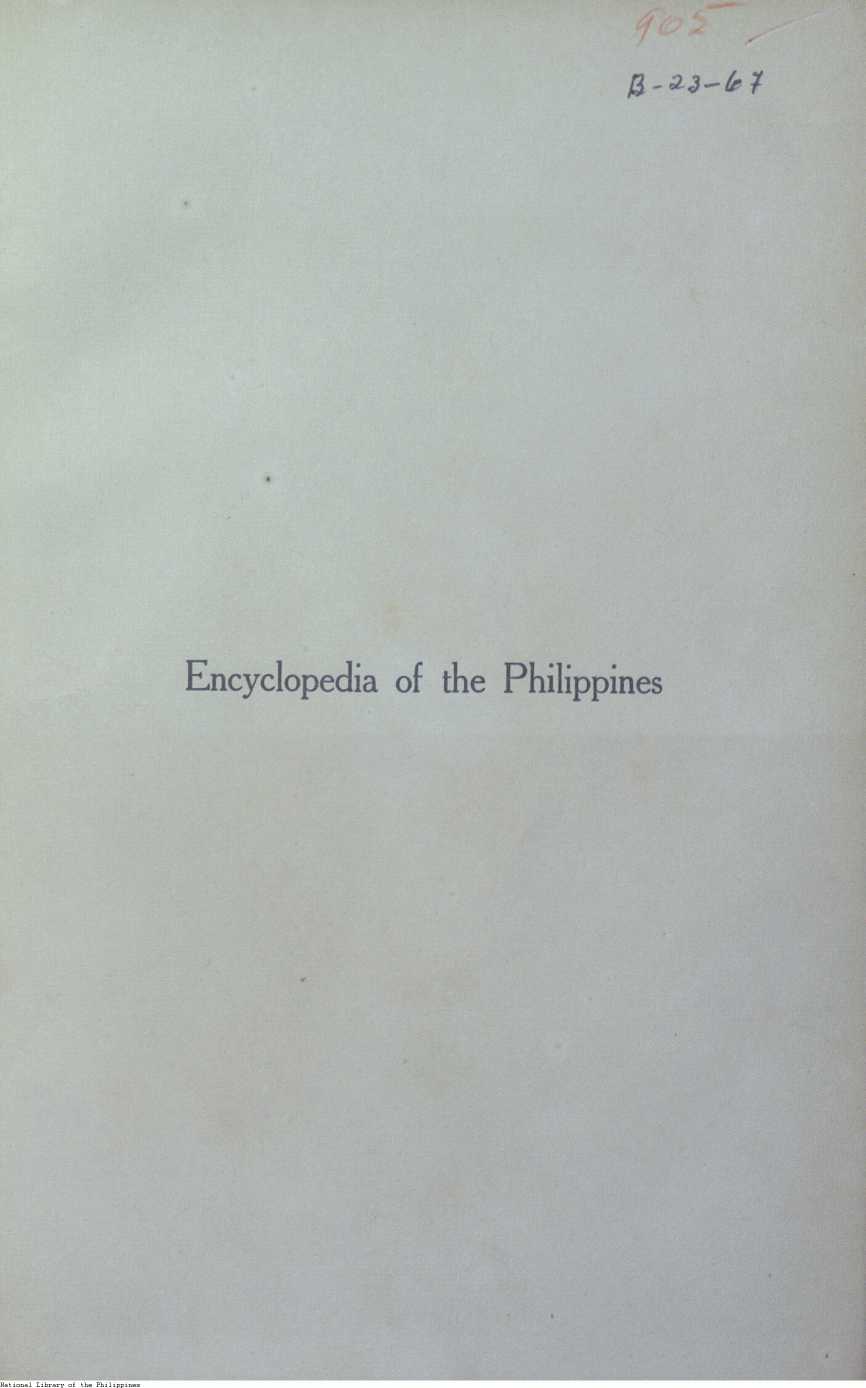 905
B-23-67
Encyclopedia of the Philippines
National Library of the Philippines